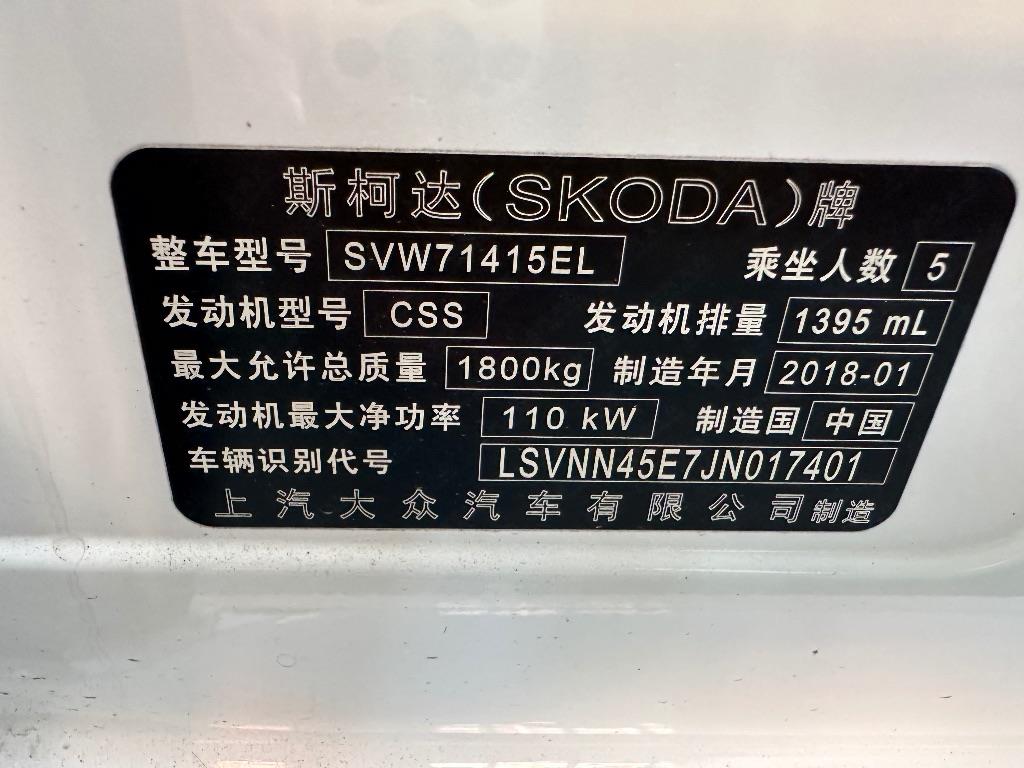 斯柯达(SKODA)牌
整车型号 SVW71415EL 乘坐人数 5
发动机型号 CSS 发动机排量 1395 mL
最大允许总质量 1800kg 制造年月 2018-01
发动机最大净功率 110 kW 制造国 中国
车辆识别代号 LSVNN45E7JN017401
上汽大众汽车有限公司制造